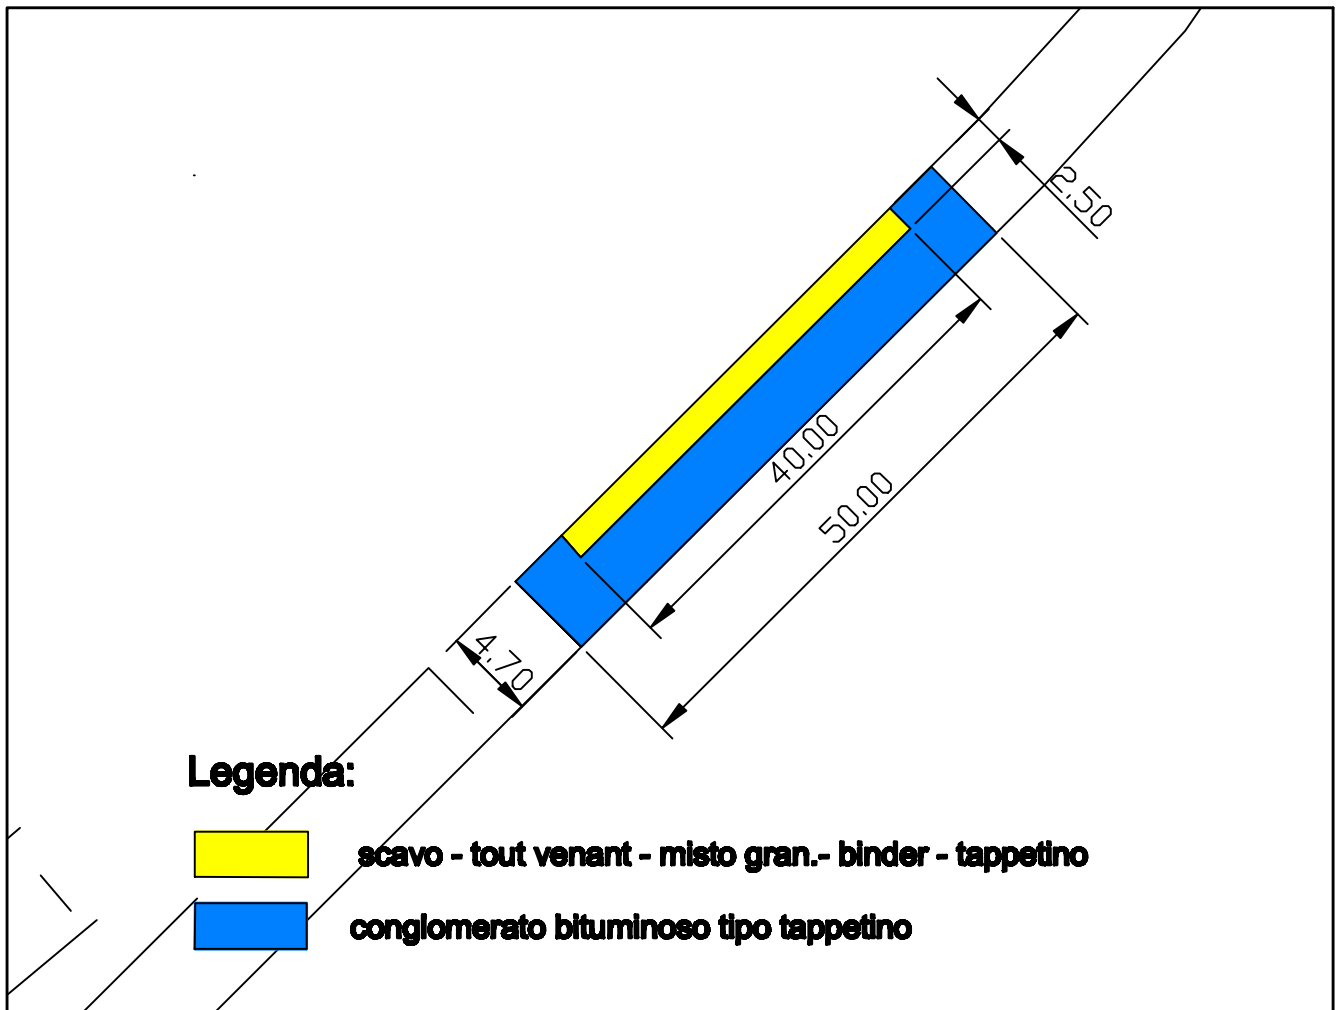 2.50
40.00
50.00
4.70
Legenda:
scavo - tout venant - misto gran.- binder - tappetino
conglomerato bituminoso tipo tappetino